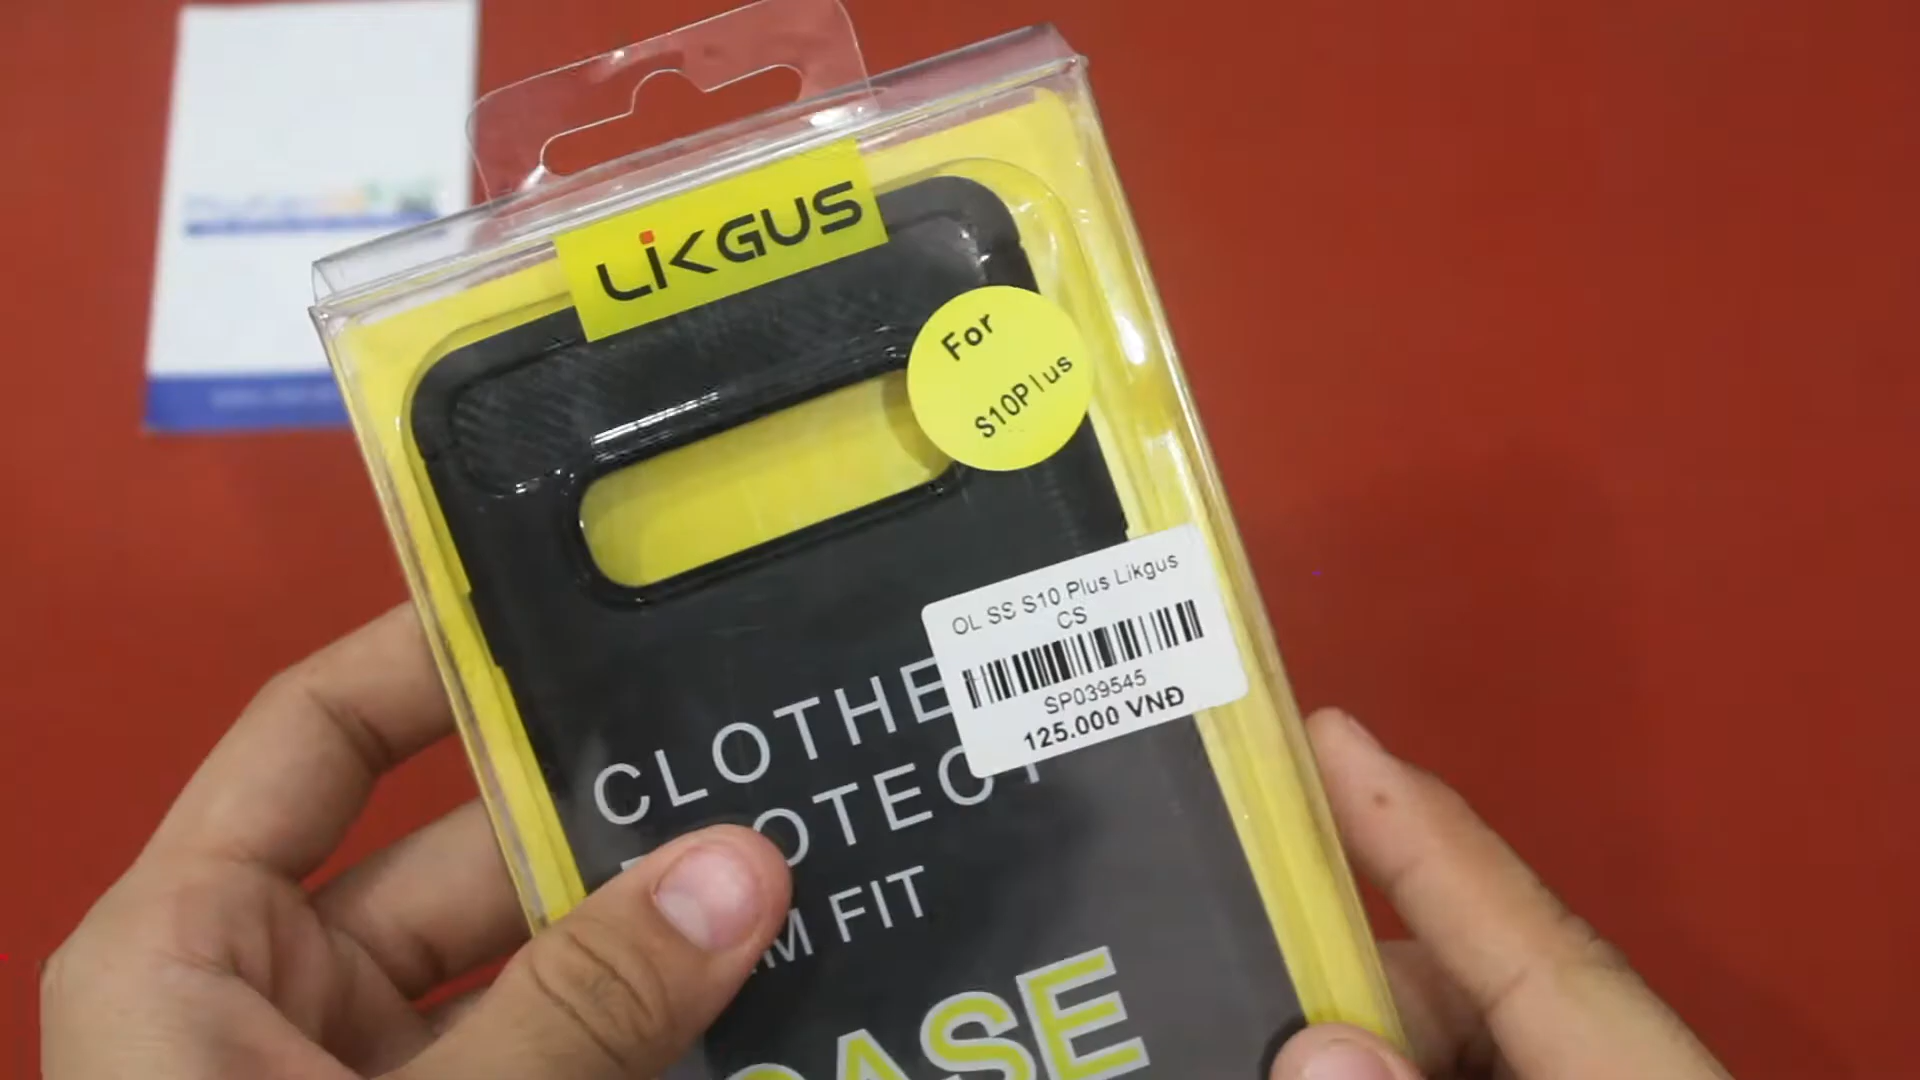 LIKGUS
For
S10Plus
OL SS S10 Plus Likgus
CS
SP039545
125.000 VNĐ
CLOTHE
FIT